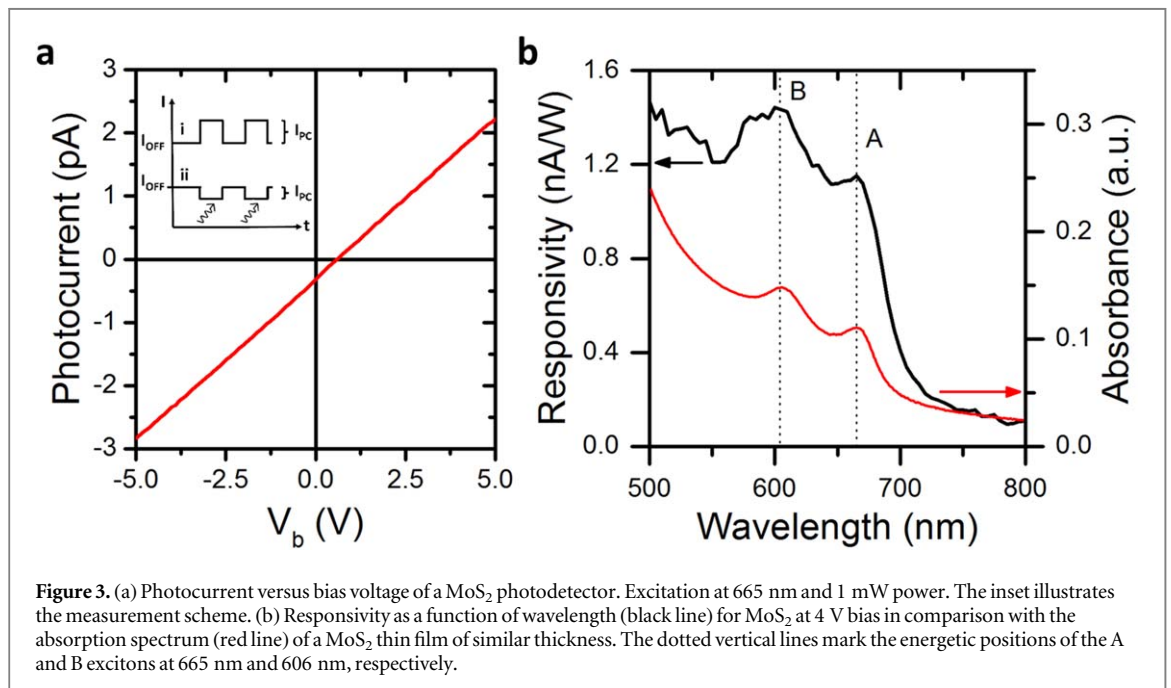 a
3
2
1
0
-1
-2
-3
Photocurrent (pA)
-5.0 -2.5 0.0 2.5 5.0
V_b (V)
I
i
I_OFF
} I_PC
ii
I_OFF
} I_PC
t
b
1.6
1.2
0.8
0.4
0.0
Responsivity (nA/W)
B
A
0.3
0.2
0.1
0.0
Absorbance (a.u.)
500 600 700 800
Wavelength (nm)
Figure 3. (a) Photocurrent versus bias voltage of a MoS₂ photodetector. Excitation at 665 nm and 1 mW power. The inset illustrates
the measurement scheme. (b) Responsivity as a function of wavelength (black line) for MoS₂ at 4 V bias in comparison with the
absorption spectrum (red line) of a MoS₂ thin film of similar thickness. The dotted vertical lines mark the energetic positions of the A
and B excitons at 665 nm and 606 nm, respectively.